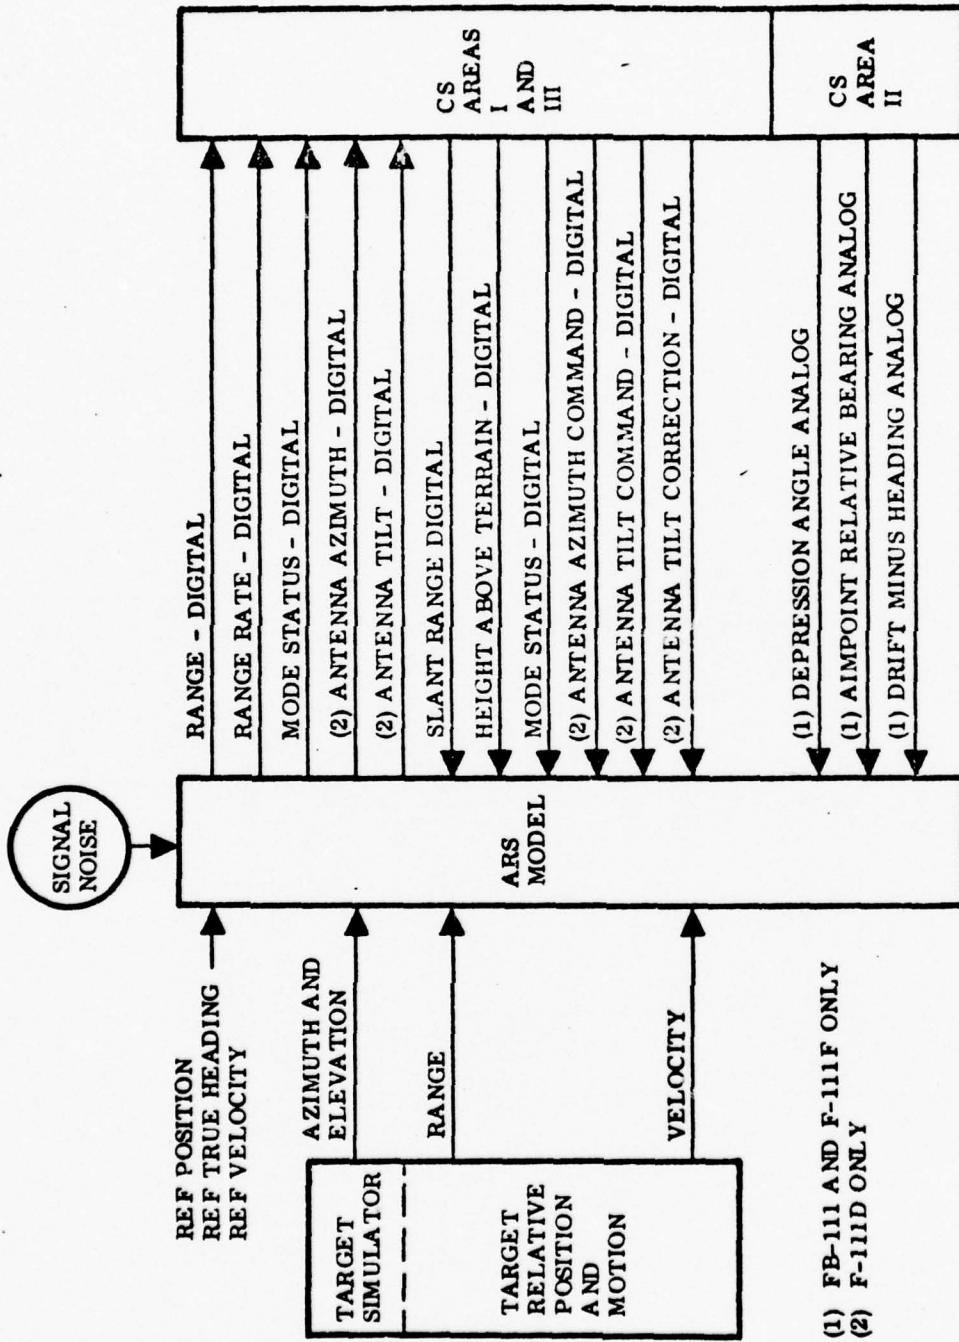 SIGNAL
NOISE
REF POSITION
REF TRUE HEADING
REF VELOCITY
TARGET
SIMULATOR
TARGET
RELATIVE
POSITION
AND
MOTION
AZIMUTH AND
ELEVATION
RANGE
VELOCITY
ARS
MODEL
RANGE - DIGITAL
RANGE RATE - DIGITAL
MODE STATUS - DIGITAL
(2) ANTENNA AZIMUTH - DIGITAL
(2) ANTENNA TILT - DIGITAL
SLANT RANGE DIGITAL
HEIGHT ABOVE TERRAIN - DIGITAL
MODE STATUS - DIGITAL
(2) ANTENNA AZIMUTH COMMAND - DIGITAL
(2) ANTENNA TILT COMMAND - DIGITAL
(2) ANTENNA TILT CORRECTION - DIGITAL
(1) DEPRESSION ANGLE ANALOG
(1) AIMPOINT RELATIVE BEARING ANALOG
(1) DRIFT MINUS HEADING ANALOG
CS
AREAS
I
AND
III
CS
AREA
II
(1) FB-111 AND F-111F ONLY
(2) F-111D ONLY